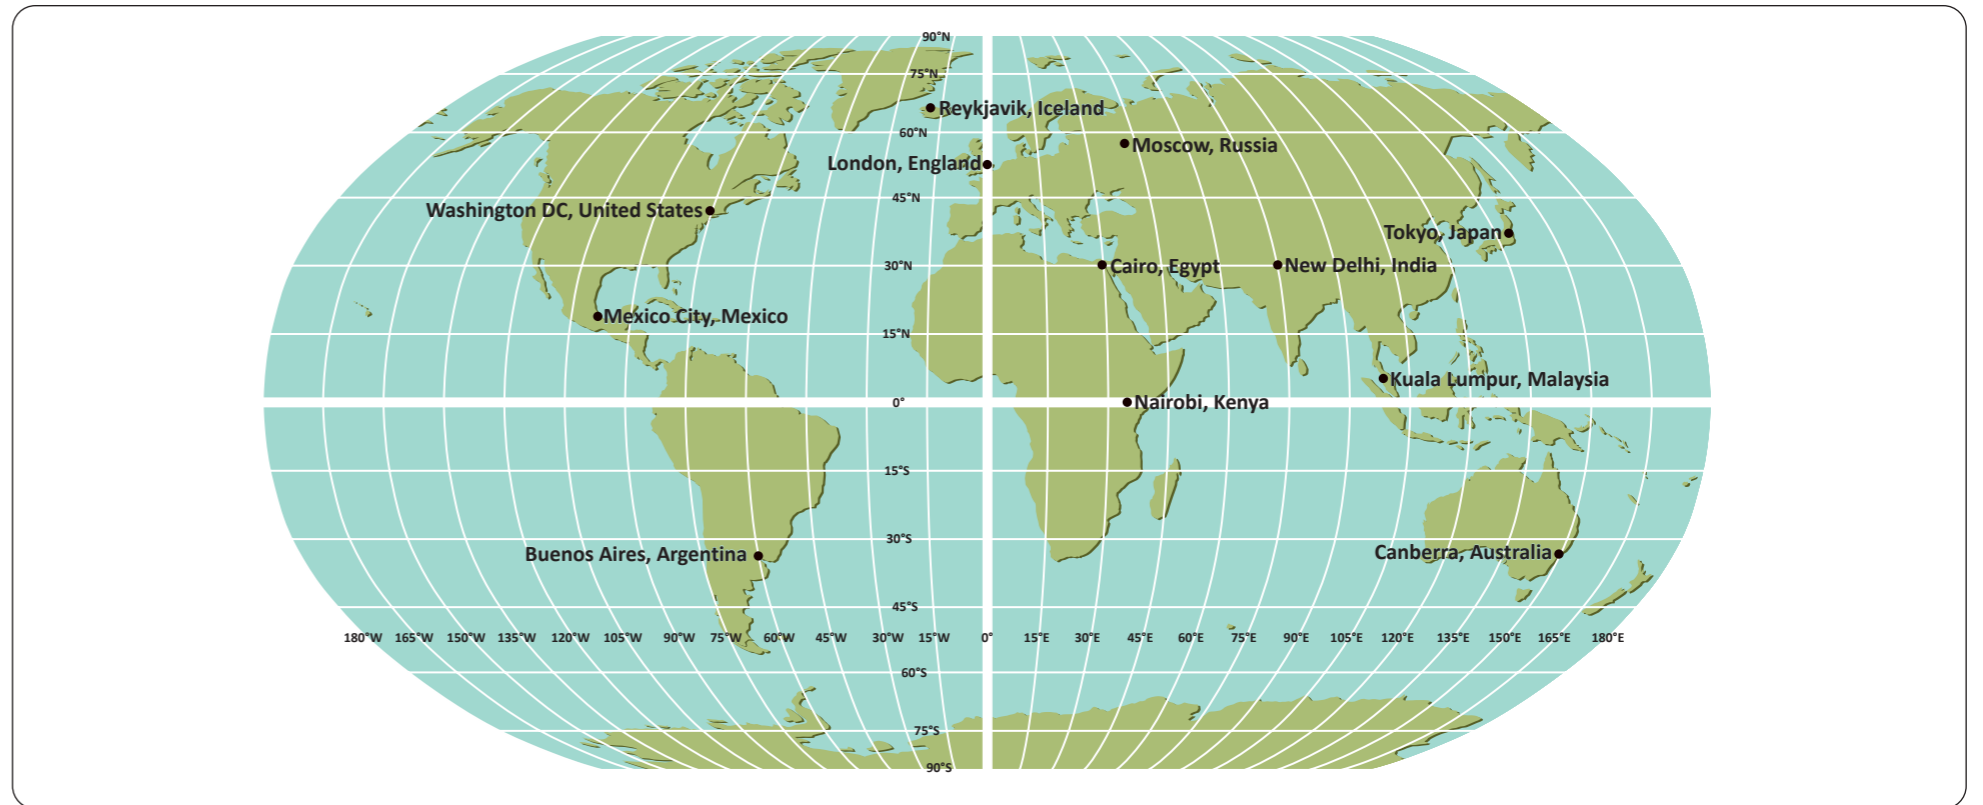 90°N
75°N
Reykjavik, Iceland
60°N
Moscow, Russia
London, England
45°N
Washington DC, United States
Tokyo, Japan
30°N
Cairo, Egypt
New Delhi, India
Mexico City, Mexico
15°N
Kuala Lumpur, Malaysia
0°
Nairobi, Kenya
15°S
30°S
Buenos Aires, Argentina
Canberra, Australia
45°S
180°W 165°W 150°W 135°W 120°W 105°W 90°W 75°W 60°W 45°W 30°W 15°W 0° 15°E 30°E 45°E 60°E 75°E 90°E 105°E 120°E 135°E 150°E 165°E 180°E
60°S
75°S
90°S